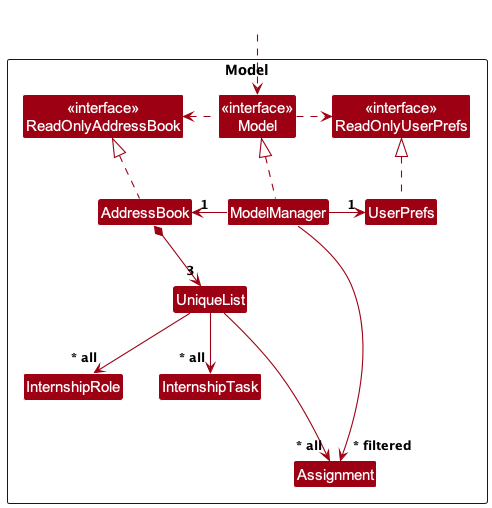 Model
«interface»
ReadOnlyAddressBook
«interface»
Model
«interface»
ReadOnlyUserPrefs
AddressBook
1
ModelManager
1
UserPrefs
3
UniqueList
* all
* all
InternshipRole
InternshipTask
* all
* filtered
Assignment